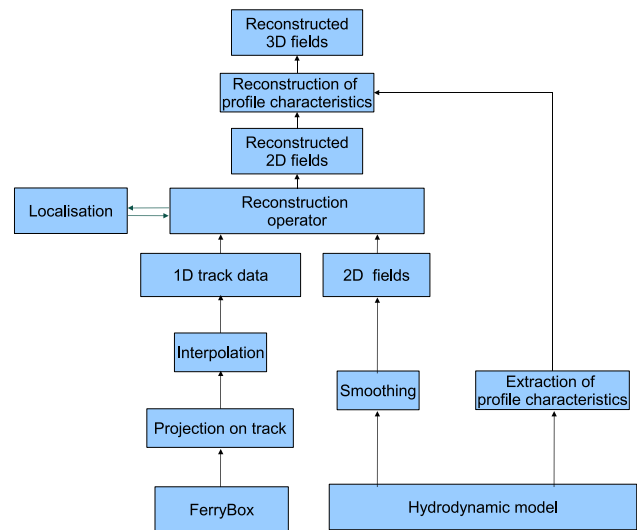 Reconstructed
3D fields
Reconstruction of
profile characteristics
Reconstructed
2D fields
Localisation
Reconstruction
operator
1D track data
2D fields
Interpolation
Smoothing
Extraction of
profile characteristics
Projection on track
FerryBox
Hydrodynamic model